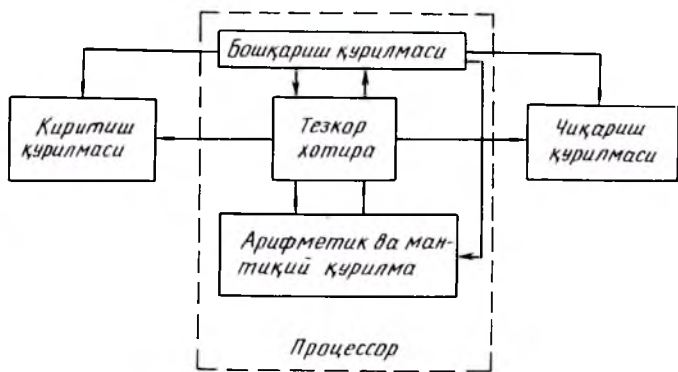 Бошқариш қурилмаси
Киритиш
қурилмаси
Тезкор
хотира
Чиқариш
қурилмаси
Арифметик ва ман-
тиқий қурилма
Процессор